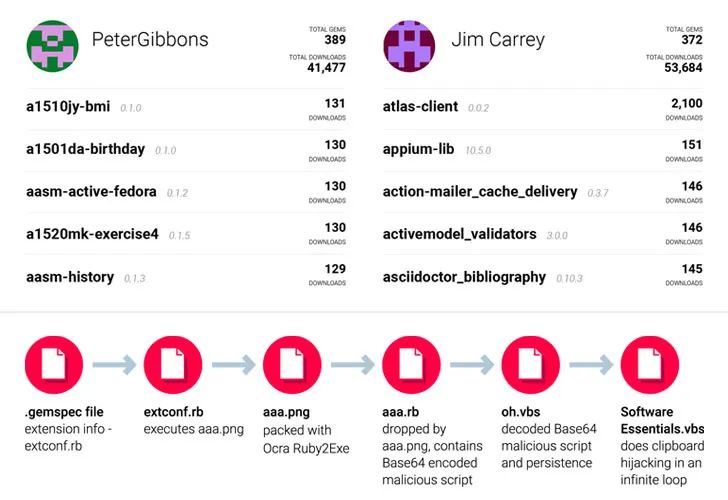 PeterGibbons
TOTAL GEMS
389
TOTAL DOWNLOADS
41,477
a1510jy-bmi 0.1.0 131
DOWNLOADS
a1501da-birthday 0.1.0 130
DOWNLOADS
aasm-active-fedora 0.1.2 130
DOWNLOADS
a1520mk-exercise4 0.1.5 130
DOWNLOADS
aasm-history 0.1.3 129
DOWNLOADS
Jim Carrey
TOTAL GEMS
372
TOTAL DOWNLOADS
53,684
atlas-client 0.0.2 2,100
DOWNLOADS
appium-lib 10.5.0 151
DOWNLOADS
action-mailer_cache_delivery 0.3.7 146
DOWNLOADS
activemodel_validators 3.0.0 146
DOWNLOADS
asciidoctor_bibliography 0.10.3 145
DOWNLOADS
.gemspec file
extension info -
extconf.rb
extconf.rb
executes aaa.png
aaa.png
packed with
Ocra Ruby2Exe
aaa.rb
dropped by
aaa.png, contains
Base64 encoded
malicious script
oh.vbs
decoded Base64
malicious script
and persistence
Software
Essentials.vbs
does clipboard
hijacking in an
infinite loop